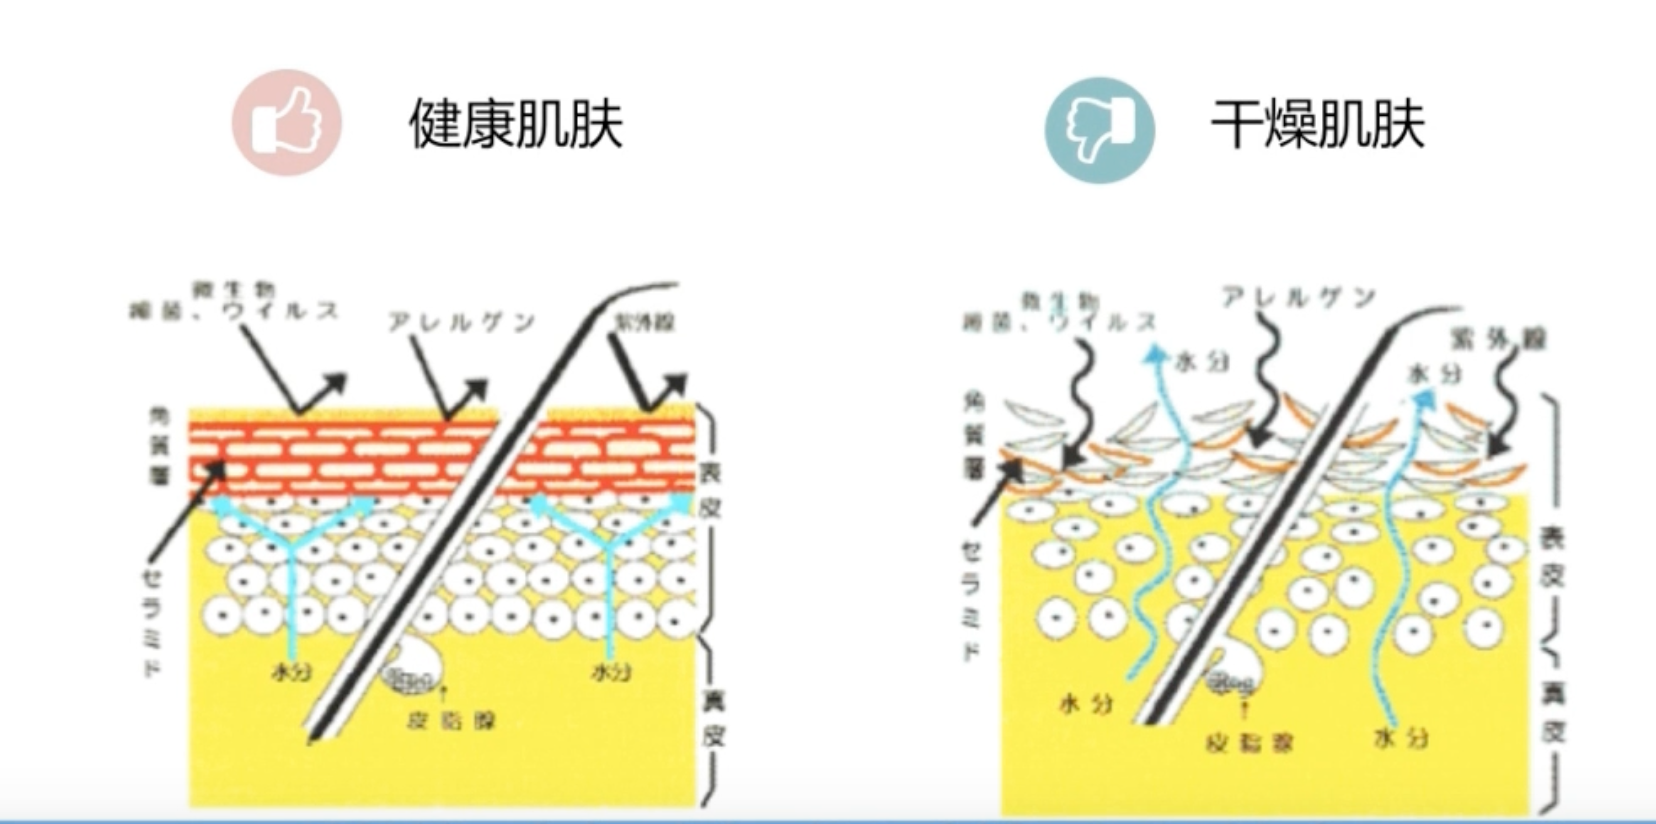 健康肌肤
干燥肌肤
微生物
細菌、ウイルス
アレルゲン
紫外線
角質層
セラミド
水分
水分
皮脂腺
表皮
真皮
微生物
細菌、ウイルス
アレルゲン
紫外線
水分
水分
角質層
セラミド
水分
水分
皮脂腺
表皮
真皮